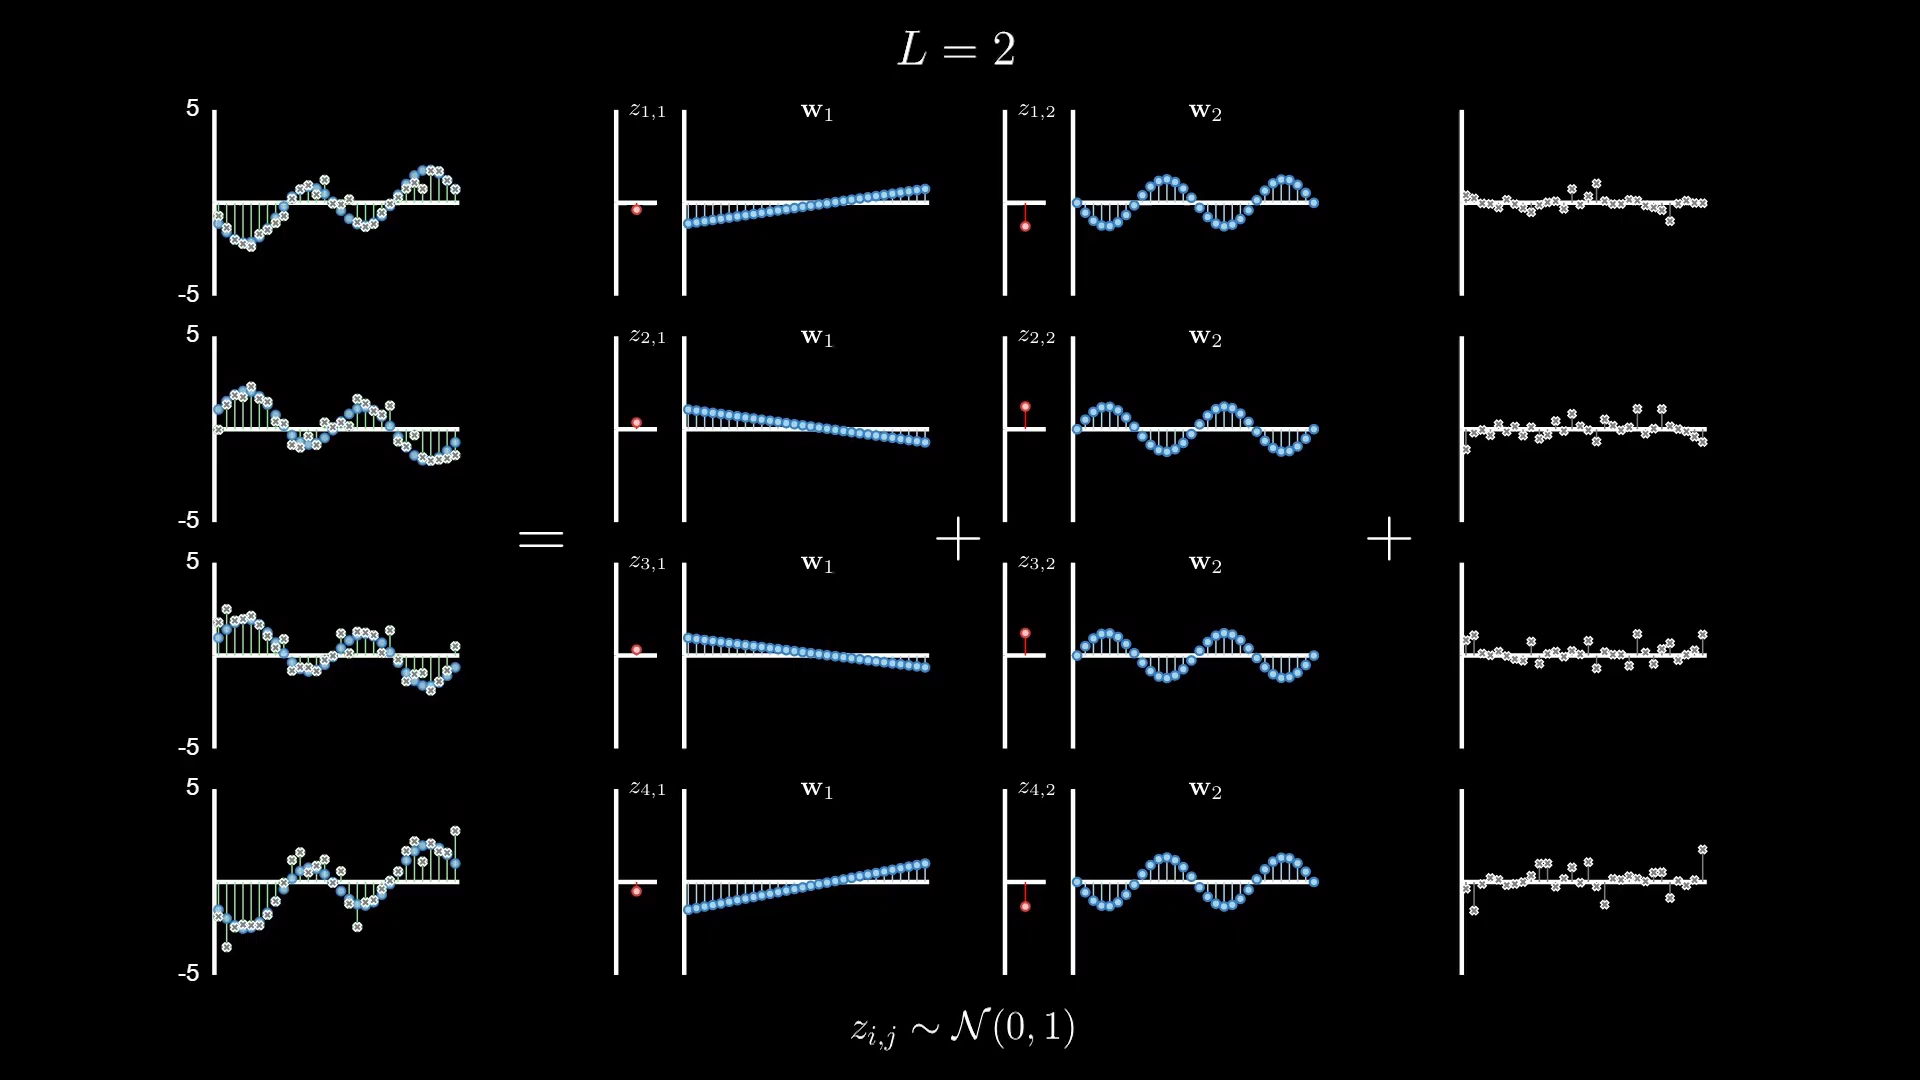 L = 2
5 z₁,₁ w₁ z₁,₂ w₂
-5
5 z₂,₁ w₁ z₂,₂ w₂
-5
= + +
5 z₃,₁ w₁ z₃,₂ w₂
-5
5 z₄,₁ w₁ z₄,₂ w₂
-5
zᵢ,ⱼ ∼ 𝒩(0, 1)